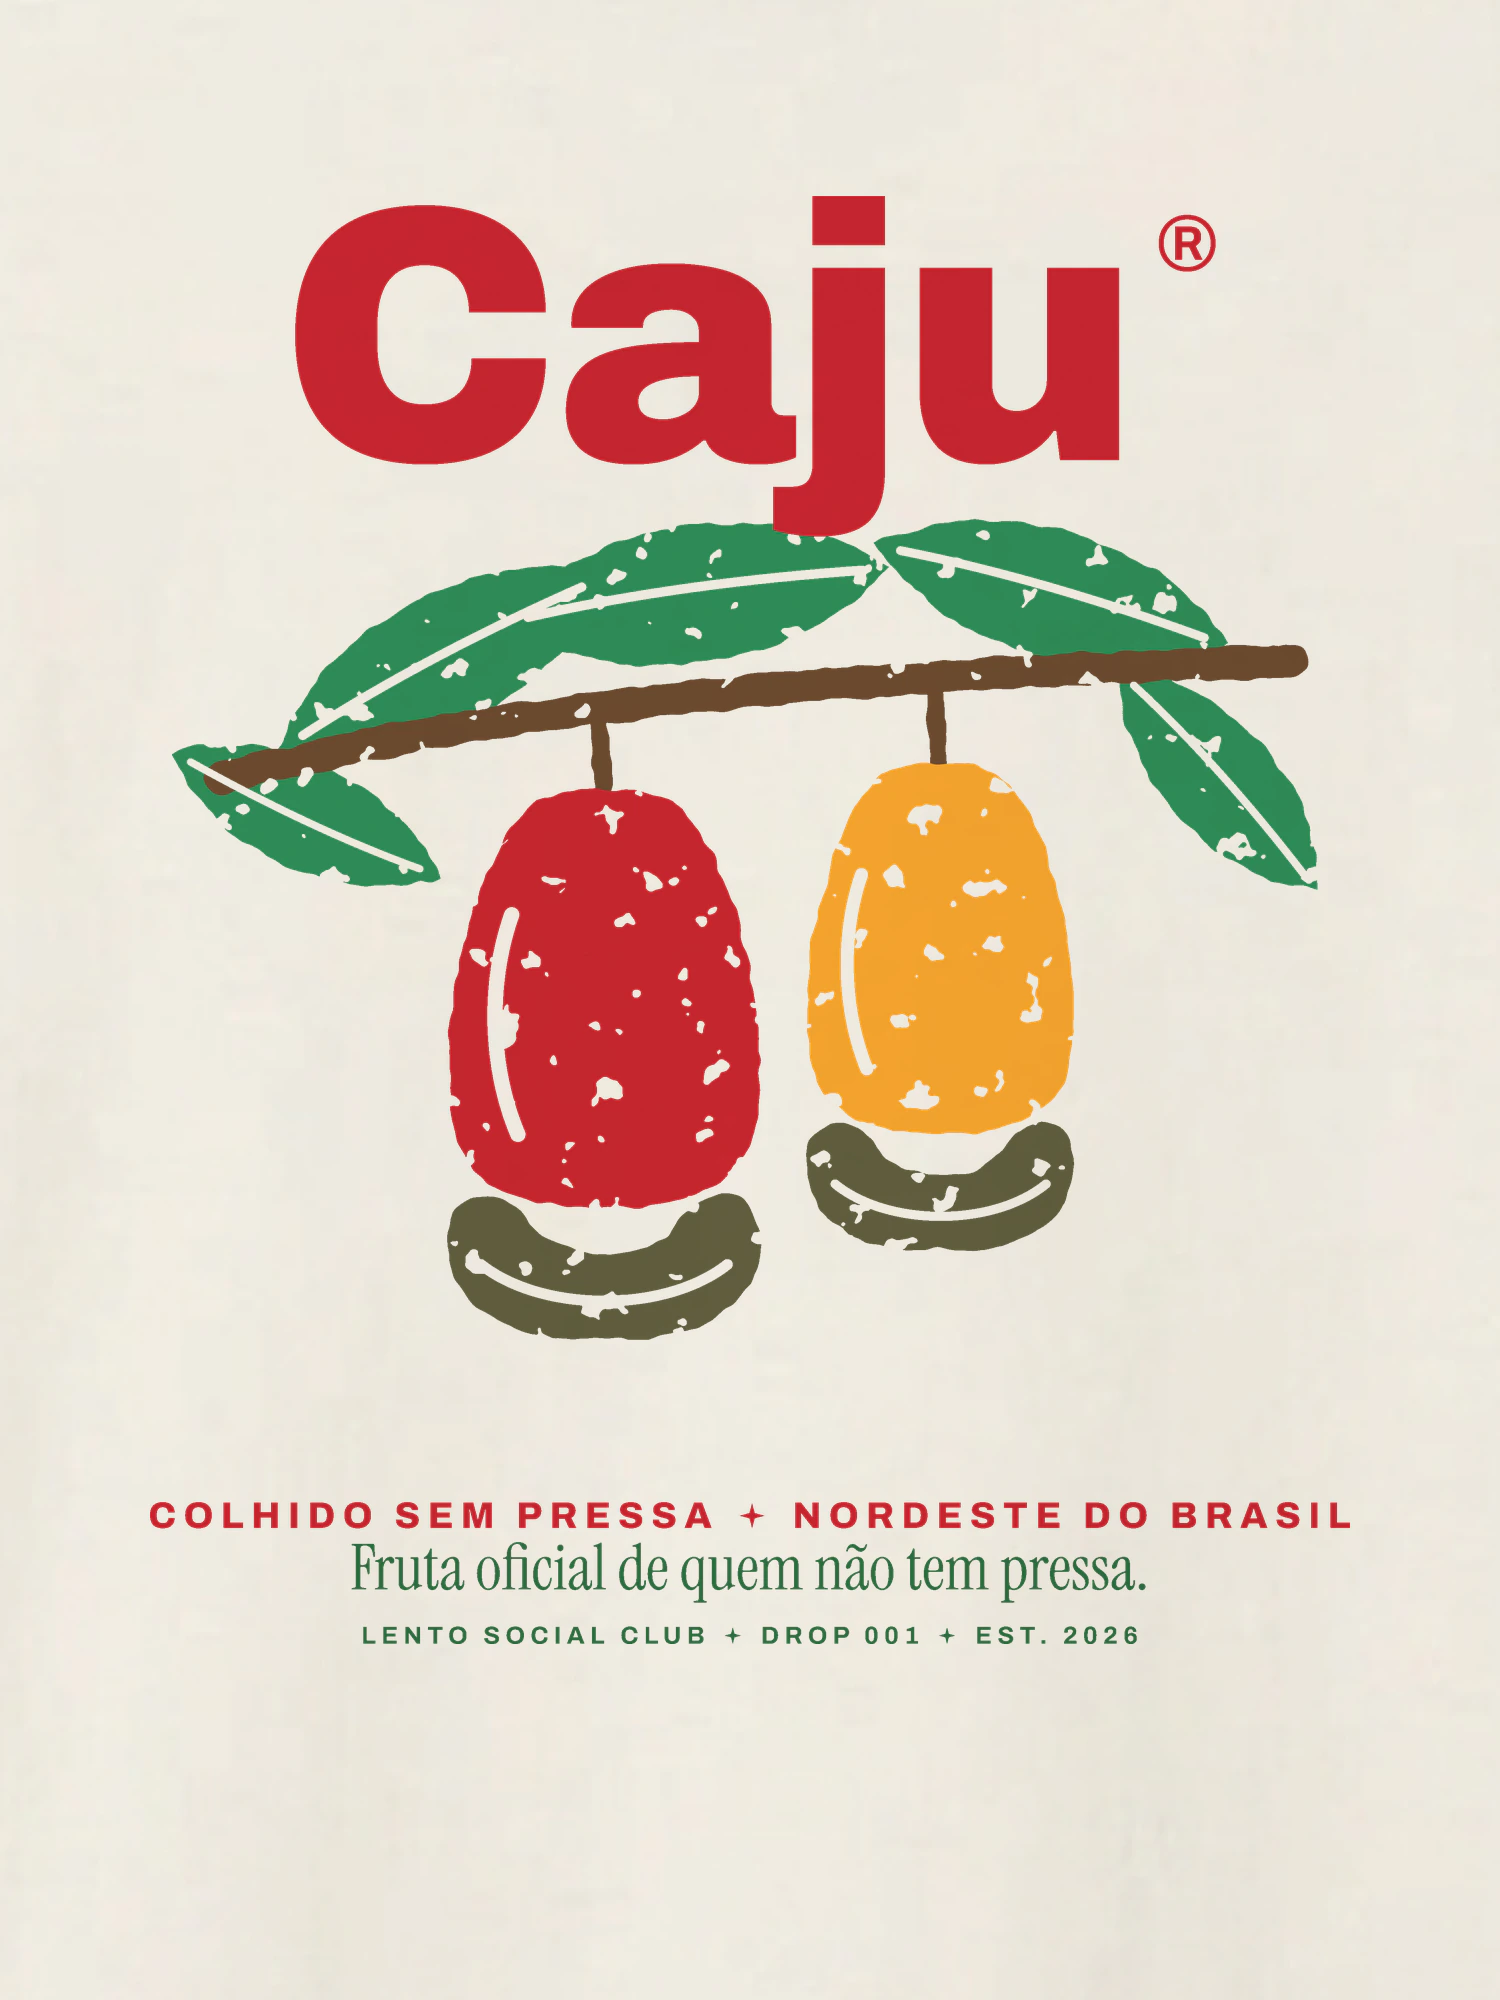 Caju ®
COLHIDO SEM PRESSA ✦ NORDESTE DO BRASIL
Fruta oficial de quem não tem pressa.
LENTO SOCIAL CLUB ✦ DROP 001 ✦ EST. 2026